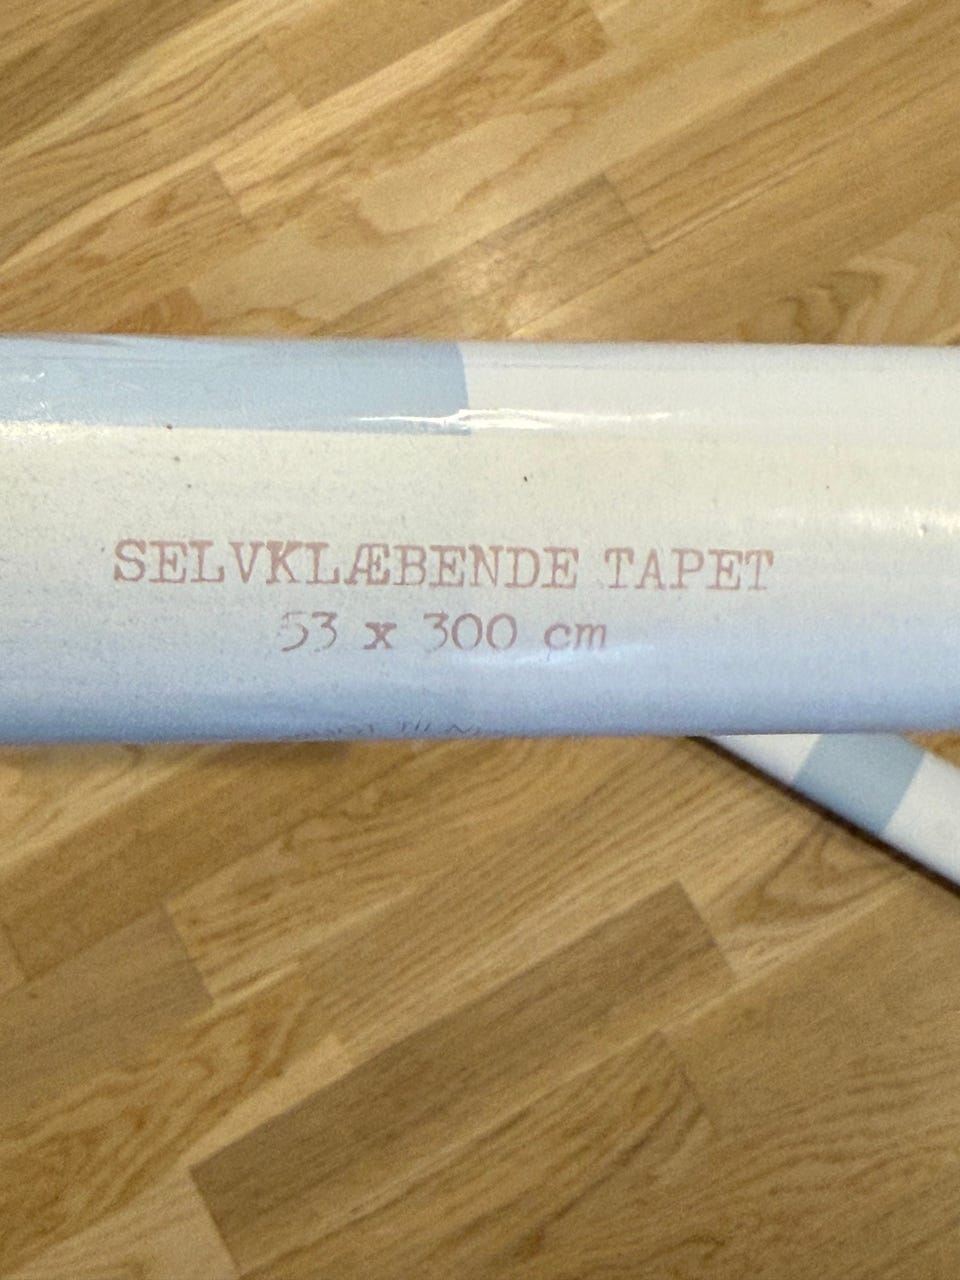 SELVKLÆBENDE TAPET
53 x 300 cm